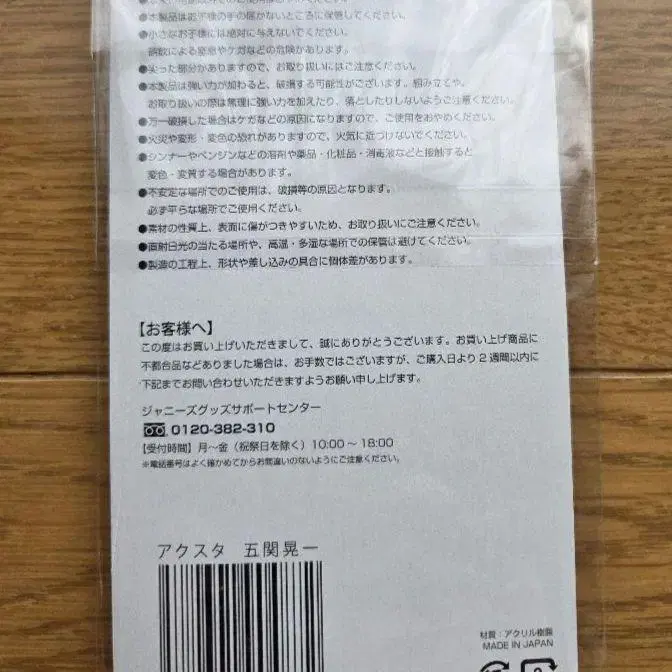 ●本製品はお子様の手の届かないところに保管してください。
●小さなお子様には絶対に与えないでください。
誤飲による窒息やケガなどの危険があります。
●尖った部分がありますので、お取り扱いにはご注意ください。
●本製品は強い力が加わると、破損する可能性がございます。組み立てや、
お取り扱いの際は無理に強い力を加えたり、落としたりしないようご注意ください。
●万一破損した場合はケガなどの原因になりますので、ご使用をおやめください。
●火災や変形・変色の恐れがありますので、火気に近づけないでください。
●シンナーやベンジンなどの溶剤や薬品・化粧品・消毒液などと接触すると
変色・変質する場合があります。
●不安定な場所でのご使用は、破損等の原因となります。
必ず平らな場所でご使用ください。
●素材の性質上、表面に傷がつきやすいため、お取り扱いにご注意ください。
●直射日光の当たる場所や、高温・多湿な場所での保管は避けてください。
●製造の工程上、形状や差し込みの具合に個体差があります。
【お客様へ】
この度はお買い上げいただきまして、誠にありがとうございます。お買い上げ商品に
不都合品などありました場合は、お手数ではございますが、ご購入日より2週間以内に
下記までお問い合わせいただきますようお願い申し上げます。
ジャニーズグッズサポートセンター
0120-382-310
【受付時間】月～金（祝祭日を除く）10:00～18:00
※電話番号はよく確かめてからお間違いのないようにご注意ください。
アクスタ 五関晃一
材質：アクリル樹脂
MADE IN JAPAN